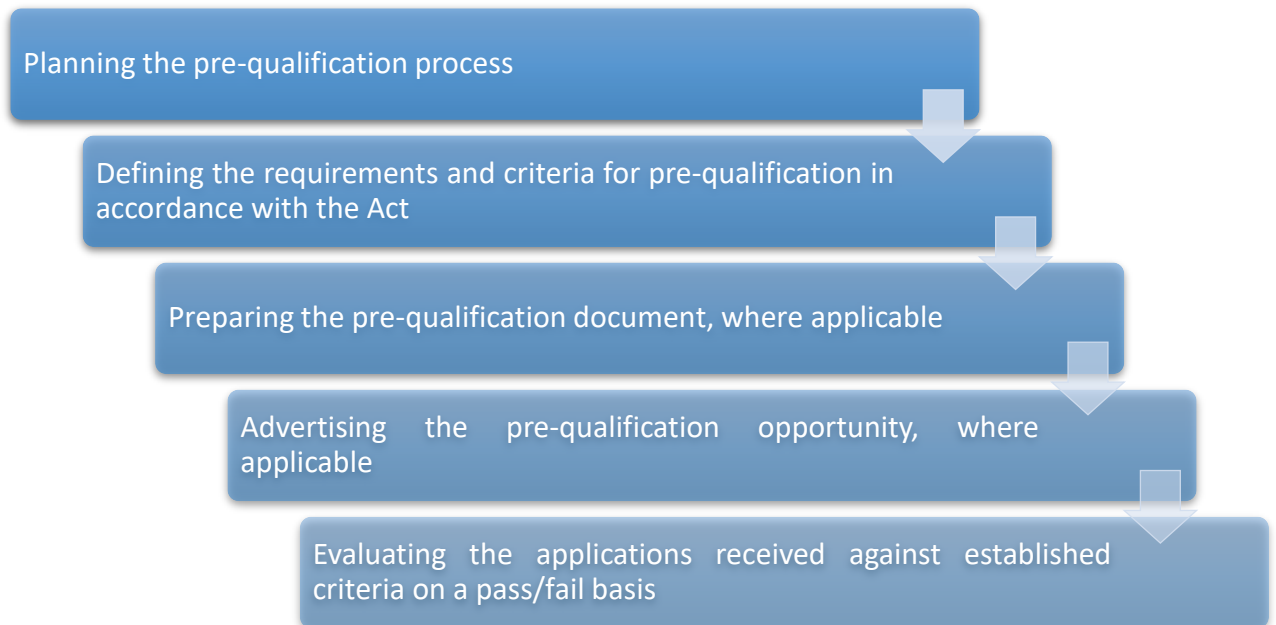 Planning the pre-qualification process
Defining the requirements and criteria for pre-qualification in
accordance with the Act
Preparing the pre-qualification document, where applicable
Advertising the pre-qualification opportunity, where
applicable
Evaluating the applications received against established
criteria on a pass/fail basis